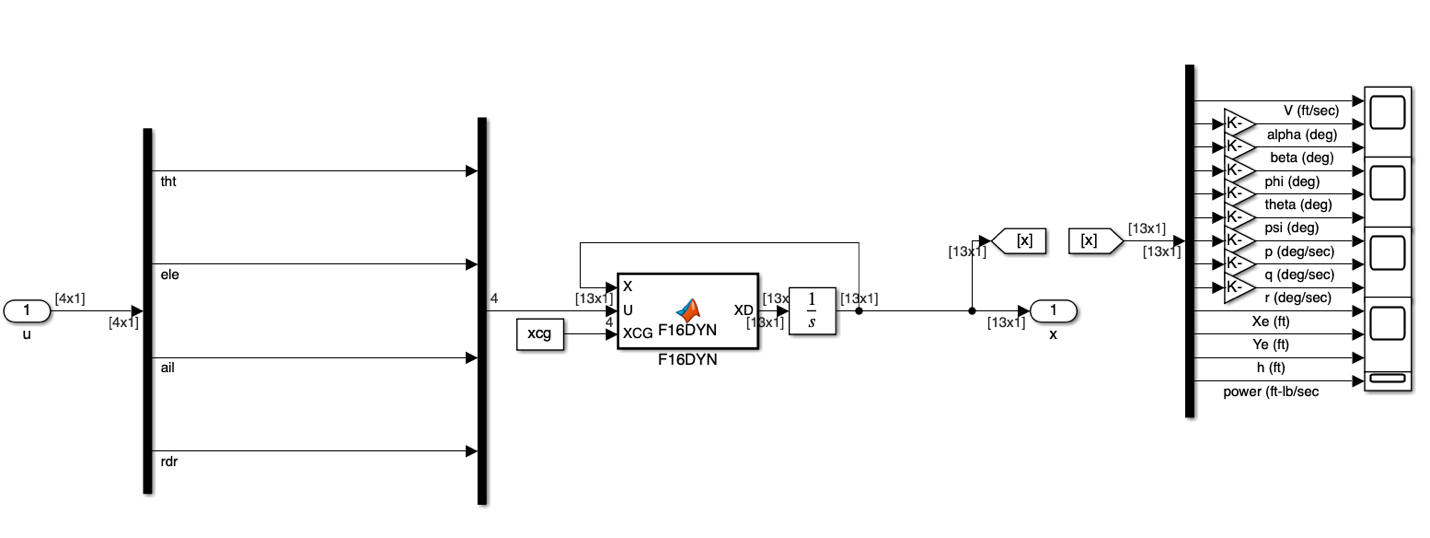 1
u
[4x1]
[4x1]
tht
ele
ail
rdr
4
xcg
[13x1]
4
X
U
XCG
XD
F16DYN
F16DYN
[13x
[13x1]
1
s
[13x1]
[13x1]
[x]
[13x1]
1
x
[x]
[13x1]
[13x1]
K-
K-
K-
K-
K-
K-
K-
K-
V (ft/sec)
alpha (deg)
beta (deg)
phi (deg)
theta (deg)
psi (deg)
p (deg/sec)
q (deg/sec)
r (deg/sec)
Xe (ft)
Ye (ft)
h (ft)
power (ft-lb/sec